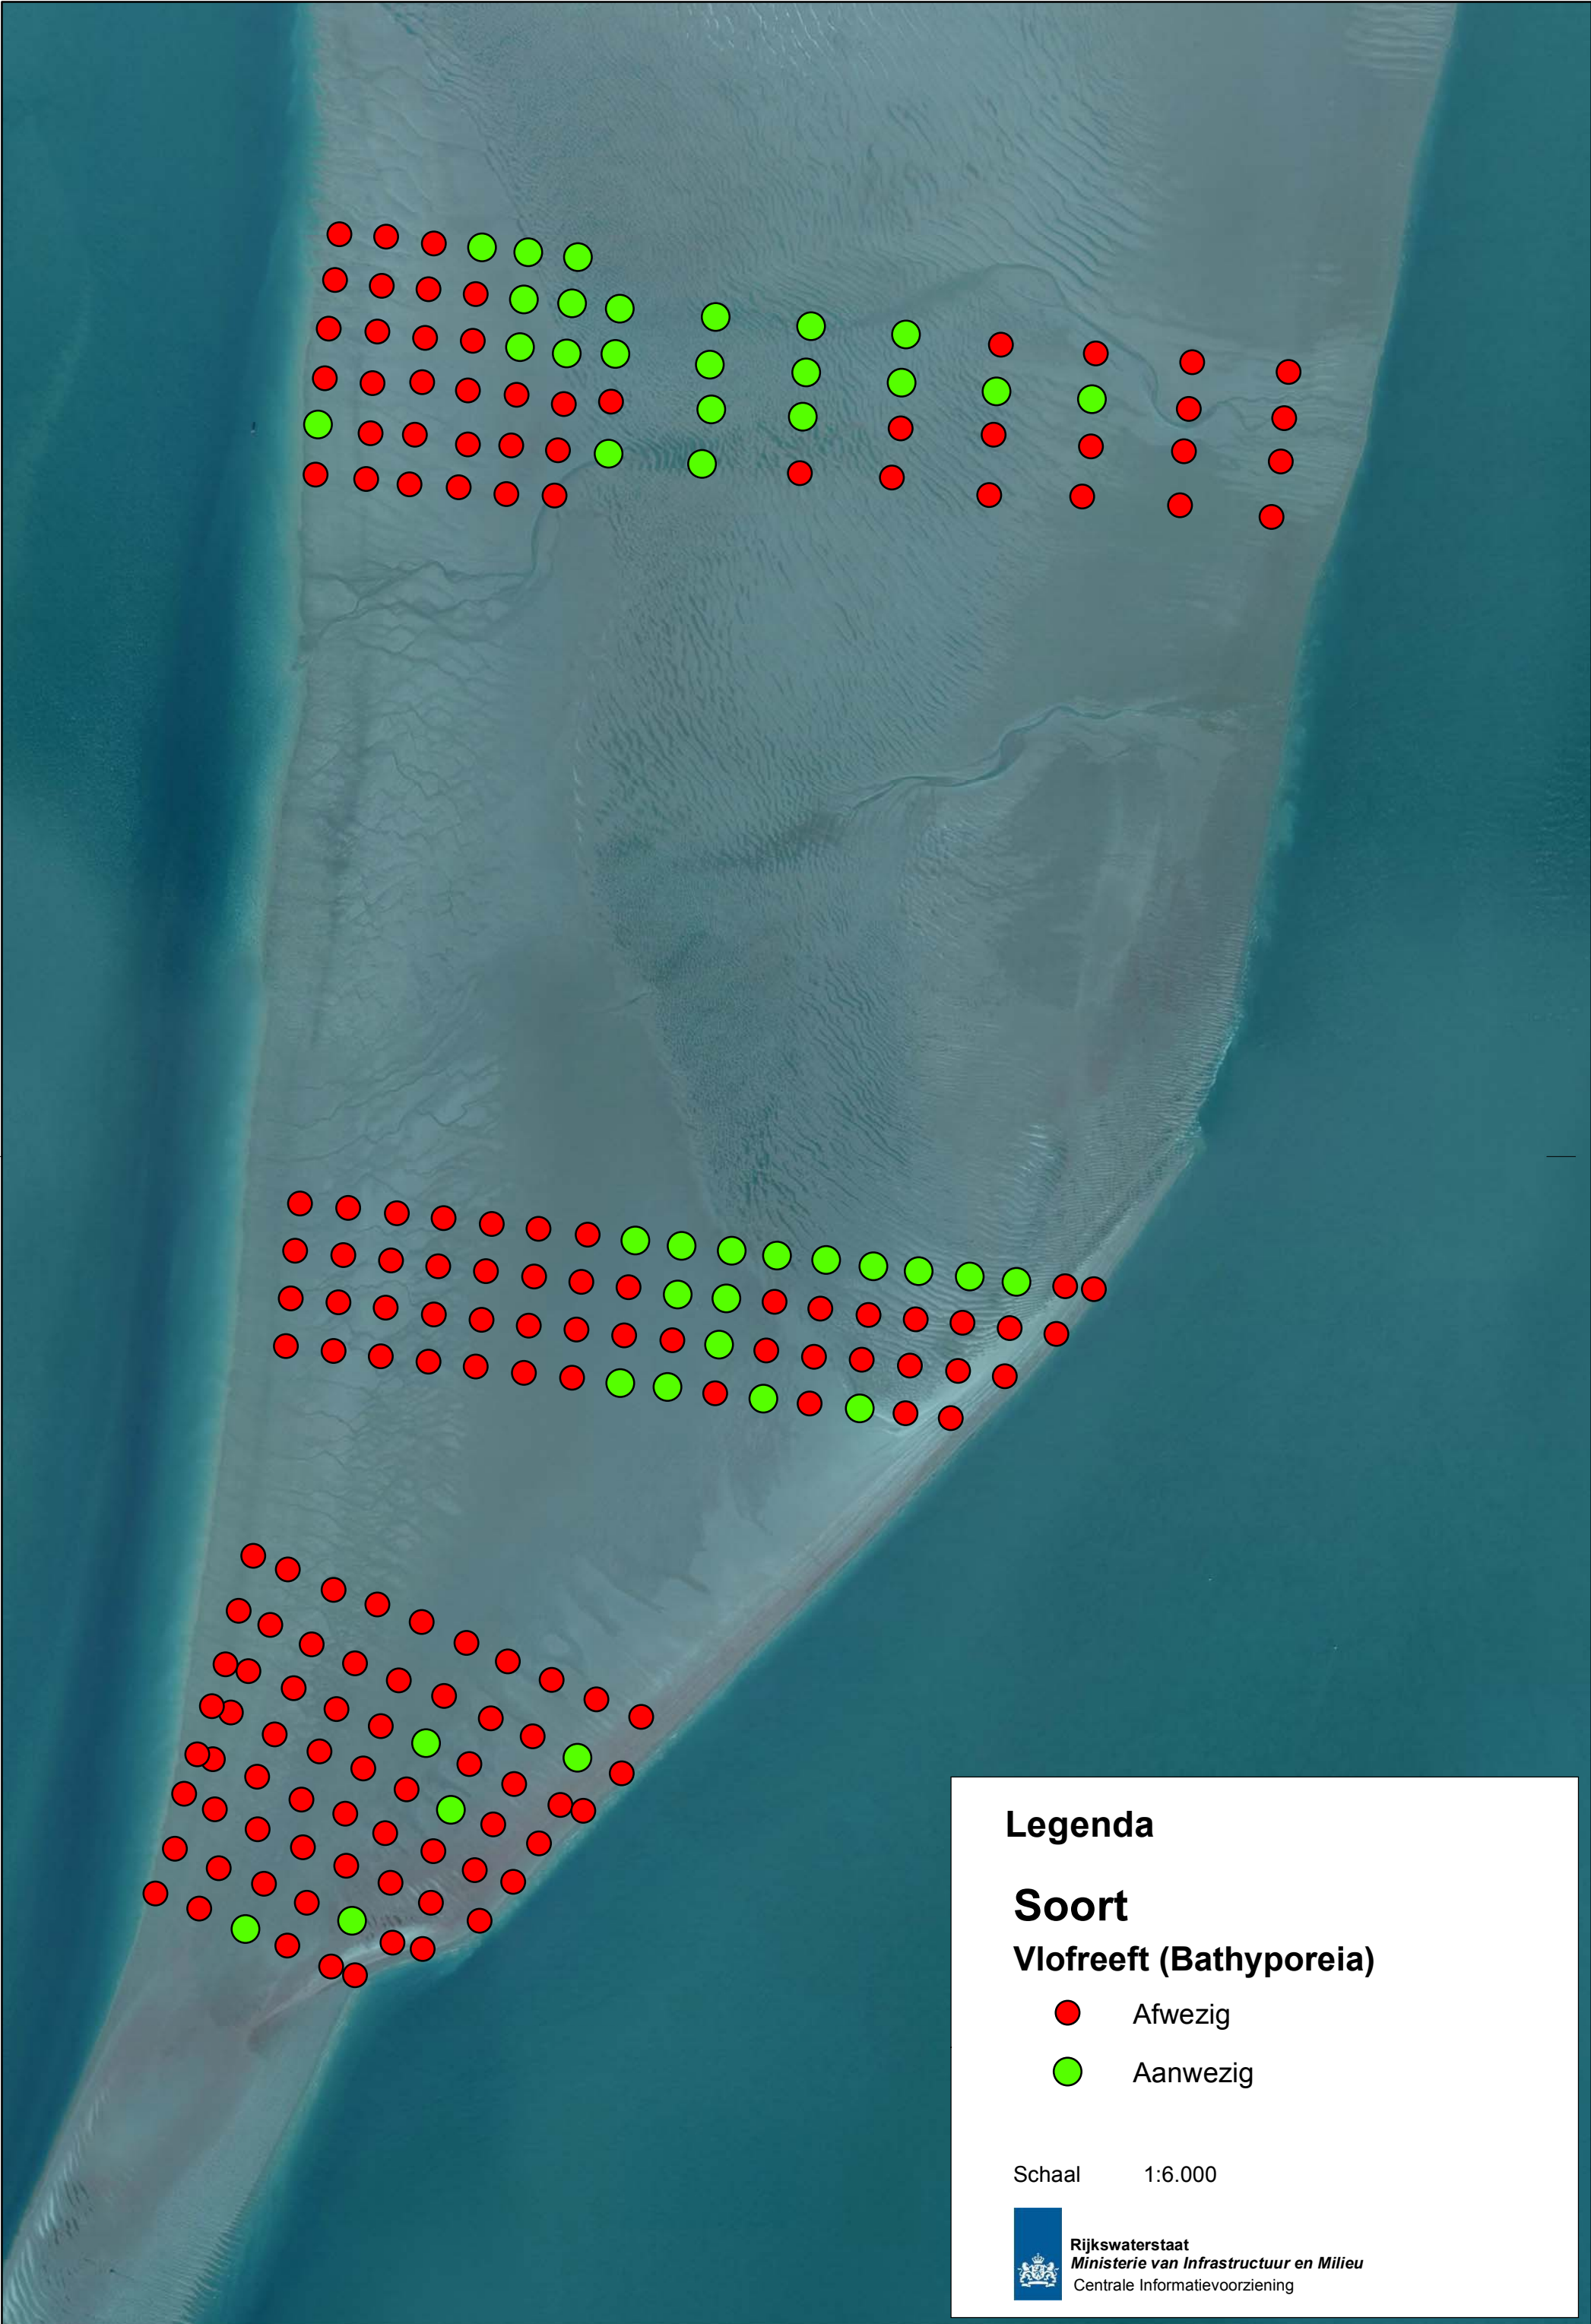 Legenda
Soort
Vlofreeft (Bathyporeia)
Afwezig
Aanwezig
Schaal 1:6.000
Rijkswaterstaat
Ministerie van Infrastructuur en Milieu
Centrale Informatievoorziening